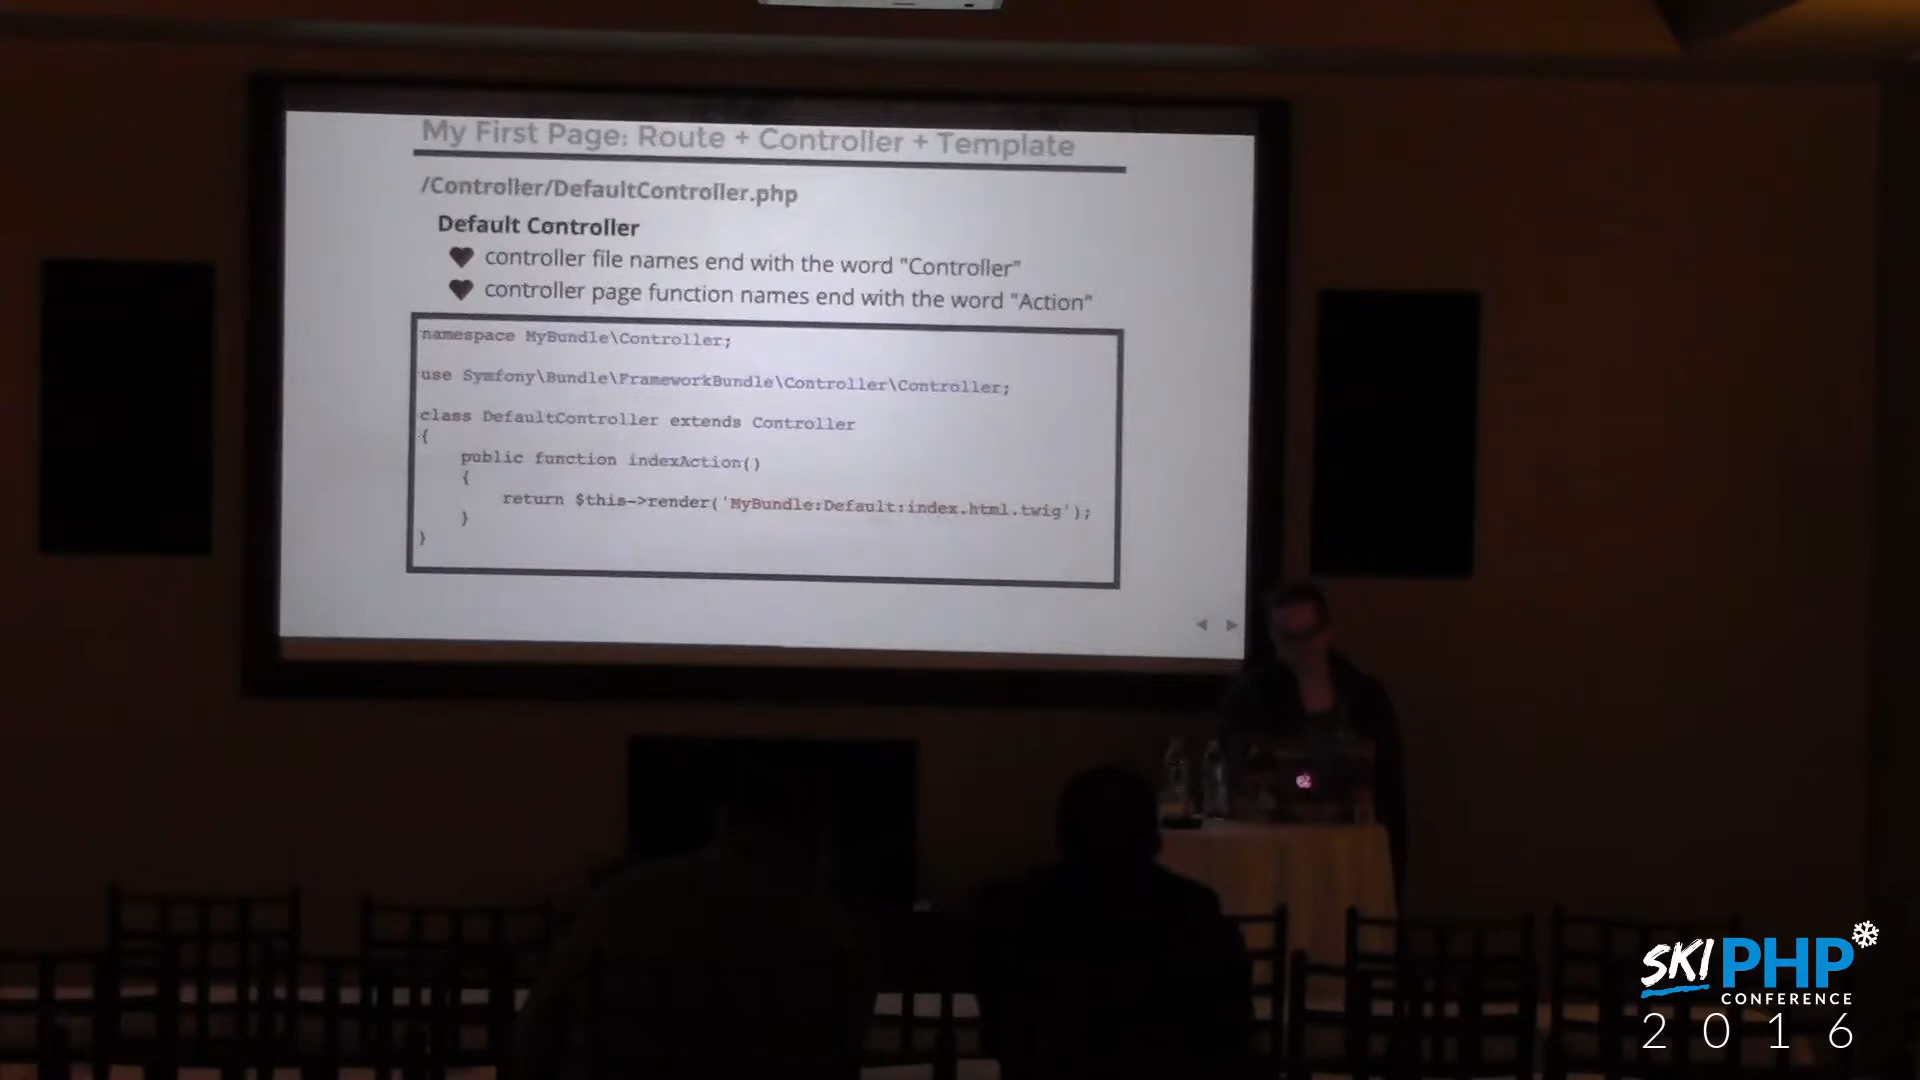 My First Page: Route + Controller + Template
/Controller/DefaultController.php
Default Controller
controller file names end with the word "Controller"
controller page function names end with the word "Action"
namespace MyBundle\Controller;
use Symfony\Bundle\FrameworkBundle\Controller\Controller;
class DefaultController extends Controller
{
public function indexAction()
{
return $this->render('MyBundle:Default:index.html.twig');
}
}
SKI PHP
CONFERENCE
2016